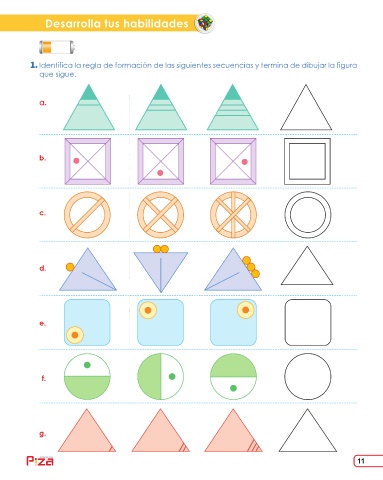 Desarrolla tus habilidades
1. Identifica la regla de formación de las siguientes secuencias y termina de dibujar la figura
que sigue.
a.
b.
c.
d.
e.
f.
g.
Piza
11